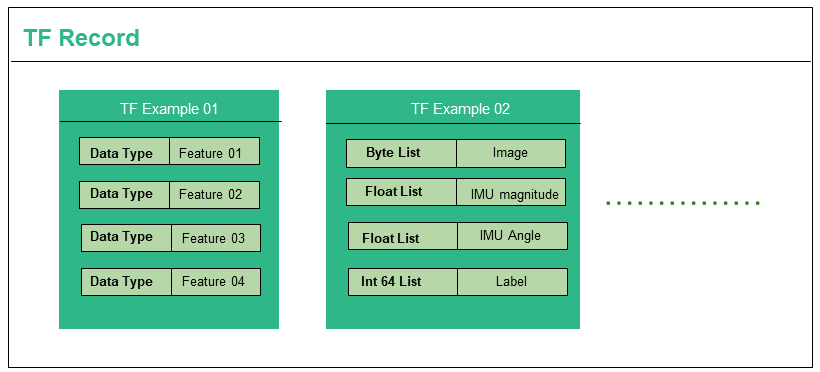 TF Record
TF Example 01
Data Type Feature 01
Data Type Feature 02
Data Type Feature 03
Data Type Feature 04
TF Example 02
Byte List Image
Float List IMU magnitude
Float List IMU Angle
Int 64 List Label